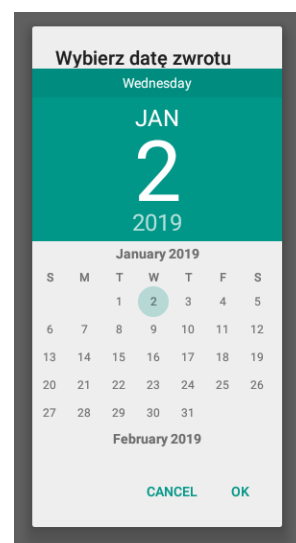 Wybierz datę zwrotu
Wednesday
JAN
2
2019
January 2019
S M T W T F S
1 2 3 4 5
6 7 8 9 10 11 12
13 14 15 16 17 18 19
20 21 22 23 24 25 26
27 28 29 30 31
February 2019
CANCEL OK